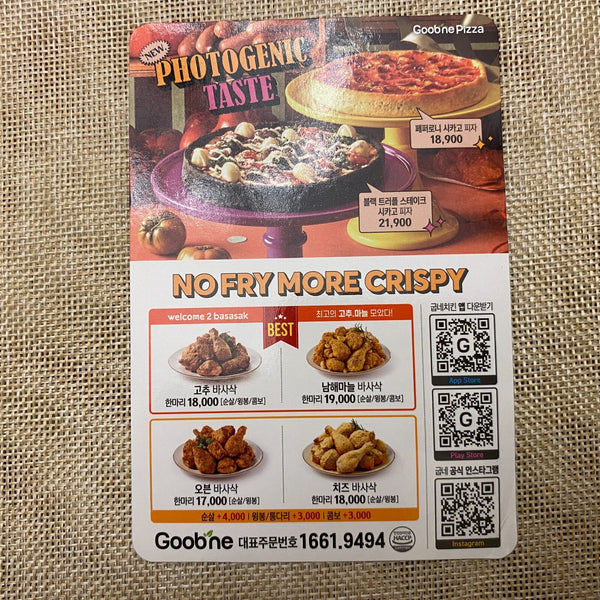 Goobne Pizza
NEW
PHOTOGENIC
TASTE
페퍼로니 시카고 피자
18,900
블랙 트러플 스테이크
시카고 피자
21,900
NO FRY MORE CRISPY
welcome 2 basasak
BEST
최고의 고추.마늘 모았다!
고추 바사삭
한마리 18,000 [순살/윙봉/콤보]
남해마늘 바사삭
한마리 19,000 [순살/윙봉/콤보]
오븐 바사삭
한마리 17,000 [순살/윙봉]
치즈 바사삭
한마리 18,000 [순살/윙봉]
순살 +4,000 | 윙봉/통다리 +3,000 | 콤보 +3,000
굽네치킨 앱 다운받기
G
App Store
G
Play Store
굽네 공식 인스타그램
Instagram
Goobne 대표주문번호 1661.9494
HACCP